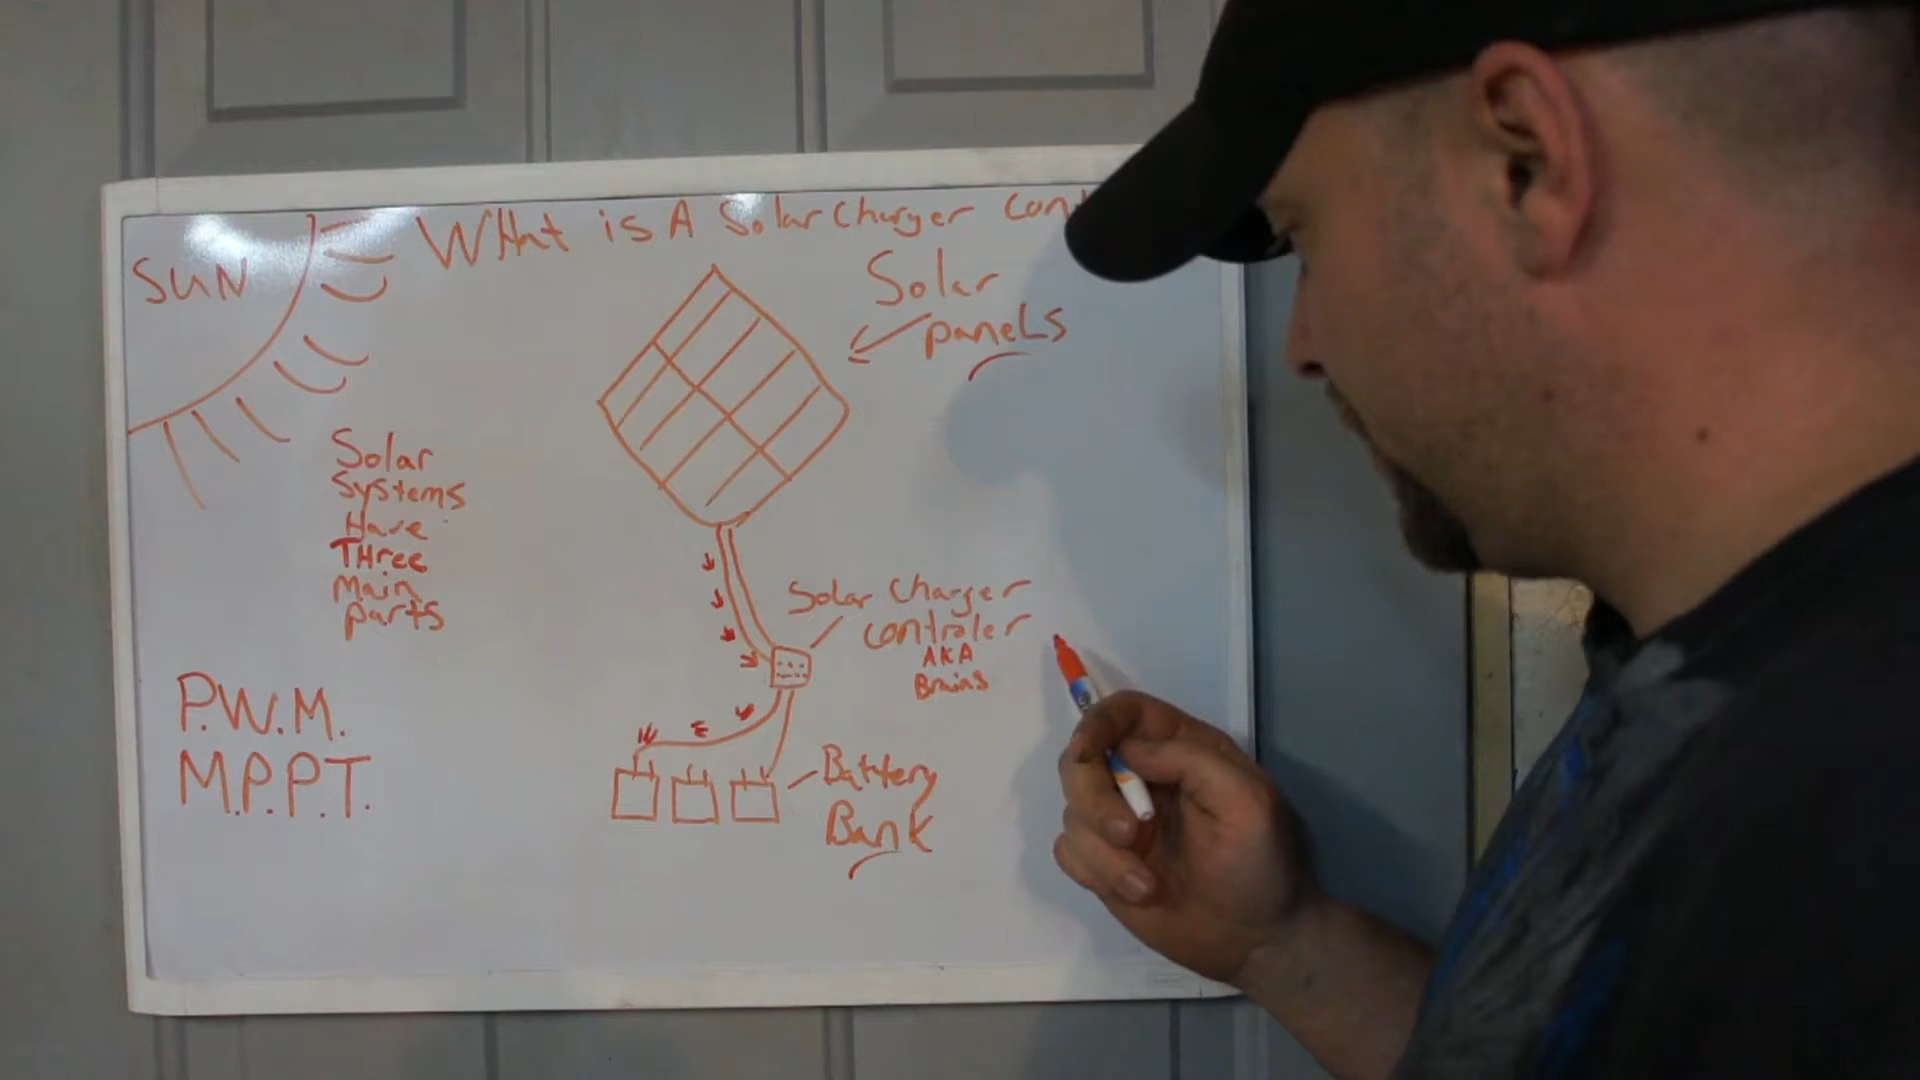 WHat is A Solar Charger Cont
SUN
Solar
panels
Solar
Systems
Have
THree
Main
parts
Solar Charger
controler
AKA
Brains
P.W.M.
M.P.P.T.
Battery
Bank